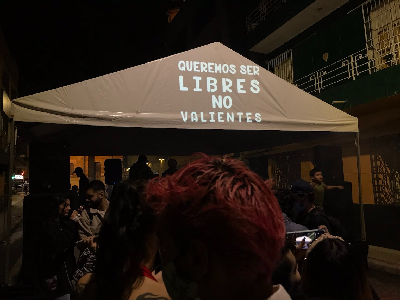 QUEREMOS SER
LIBRES
NO
VALIENTES